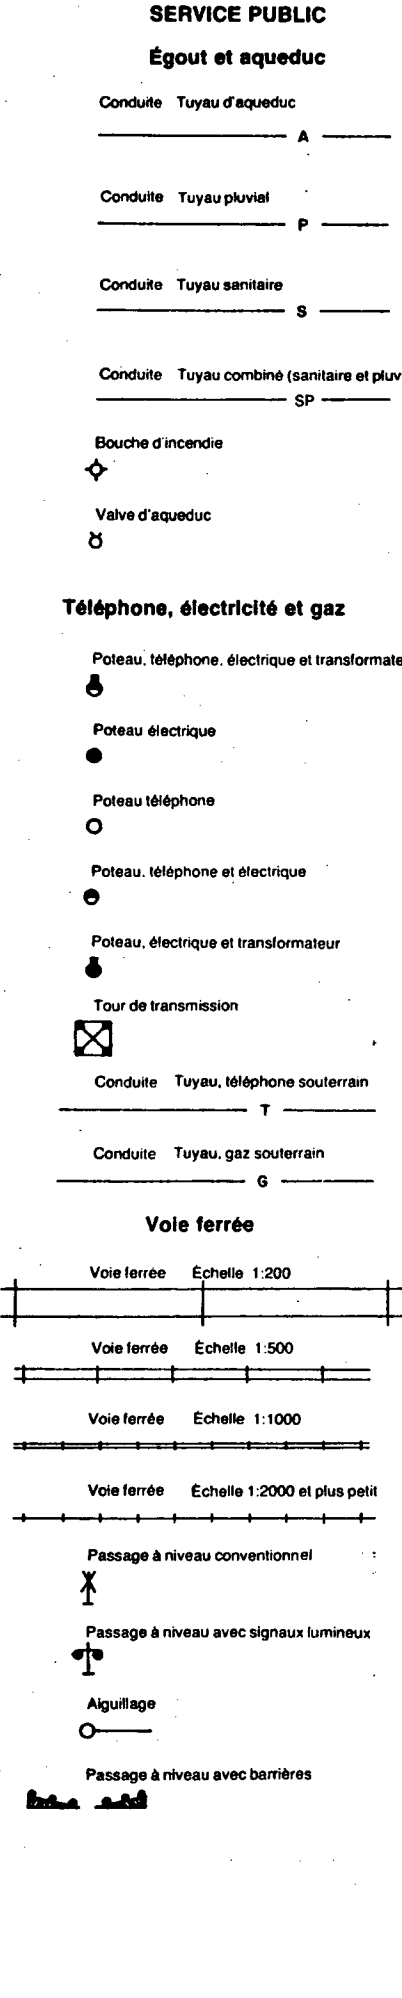 SERVICE PUBLIC
Égout et aqueduc
Conduite Tuyau d'aqueduc
A
Conduite Tuyau pluvial
P
Conduite Tuyau sanitaire
S
Conduite Tuyau combiné (sanitaire et pluv
SP
Bouche d'incendie
Valve d'aqueduc
Téléphone, électricité et gaz
Poteau, téléphone, électrique et transformate
Poteau électrique
Poteau téléphone
Poteau, téléphone et électrique
Poteau, électrique et transformateur
Tour de transmission
Conduite Tuyau, téléphone souterrain
T
Conduite Tuyau, gaz souterrain
G
Voie ferrée
Voie ferrée Échelle 1:200
Voie ferrée Échelle 1:500
Voie ferrée Échelle 1:1000
Voie ferrée Échelle 1:2000 et plus petit
Passage à niveau conventionnel
Passage à niveau avec signaux lumineux
Aiguillage
Passage à niveau avec barrières